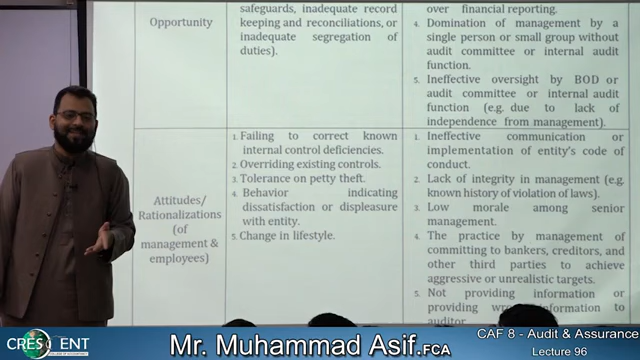 Opportunity
safeguards, inadequate record
keeping and reconciliations, or
inadequate segregation of
duties).
over financial reporting.
4. Domination of management by a
single person or small group without
audit committee or internal audit
function.
5. Ineffective oversight by BOD or
audit committee or internal audit
function (e.g. due to lack of
independence from management).
Attitudes/
Rationalizations
(of
management &
employees)
1. Failing to correct known
internal control deficiencies.
2. Overriding existing controls.
3. Tolerance on petty theft.
4. Behavior indicating
dissatisfaction or displeasure
with entity.
5. Change in lifestyle.
1. Ineffective communication or
implementation of entity's code of
conduct.
2. Lack of integrity in management (e.g.
known history of violation of laws).
3. Low morale among senior
management.
4. The practice by management of
committing to bankers, creditors, and
other third parties to achieve
aggressive or unrealistic targets.
5. Not providing information or
providing information to
auditor
CRESCENT
Mr. Muhammad Asif.FCA
CAF 8 - Audit & Assurance
Lecture 96